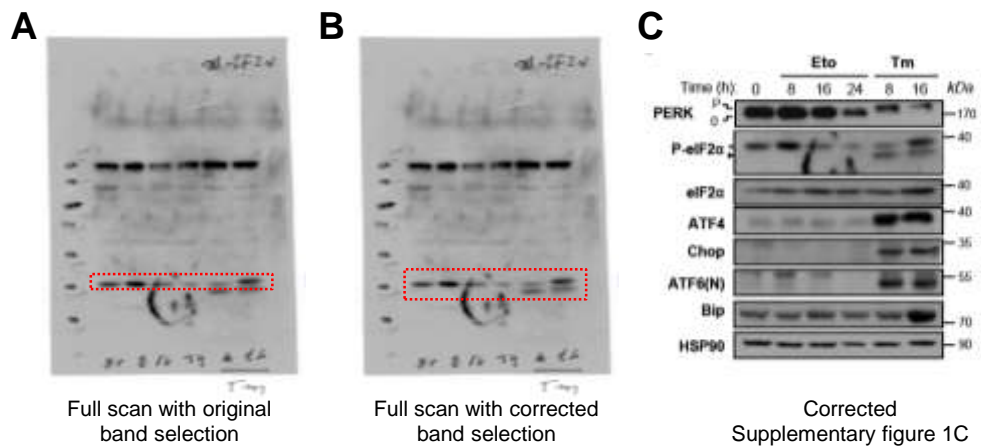 A
B
C
Eto Tm
Time (h): 0 8 16 24 8 16 kDa
PERK P 0 170
P-eIF2α 40
eIF2α 40
ATF4 40
Chop 35
ATF6(N) 55
Bip 70
HSP90 90
Full scan with original
band selection
Full scan with corrected
band selection
Corrected
Supplementary figure 1C